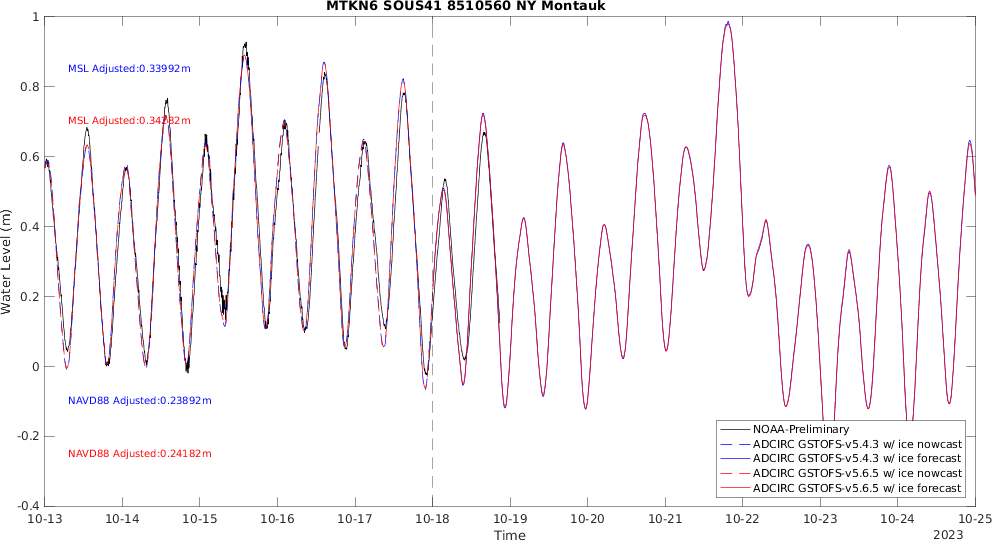 MTKN6 SOUS41 8510560 NY Montauk
1
0.8
0.6
0.4
0.2
0
-0.2
-0.4
Water Level (m)
MSL Adjusted:0.33992m
MSL Adjusted:0.34282m
NAVD88 Adjusted:0.23892m
NAVD88 Adjusted:0.24182m
NOAA-Preliminary
ADCIRC GSTOFS-v5.4.3 w/ ice nowcast
ADCIRC GSTOFS-v5.4.3 w/ ice forecast
ADCIRC GSTOFS-v5.6.5 w/ ice nowcast
ADCIRC GSTOFS-v5.6.5 w/ ice forecast
10-13 10-14 10-15 10-16 10-17 10-18 10-19 10-20 10-21 10-22 10-23 10-24 10-25
Time
2023